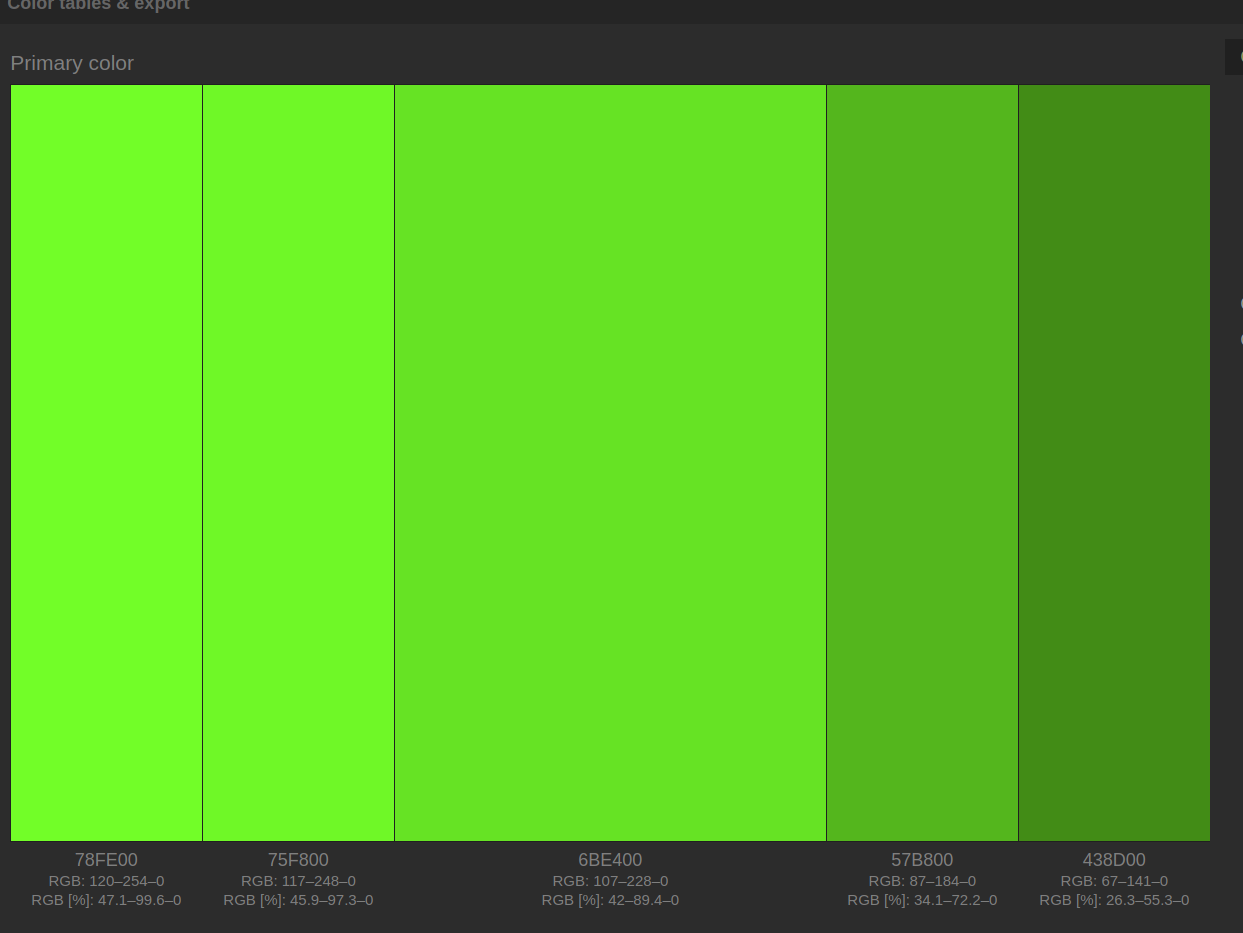 Color tables & export
Primary color
78FE00
RGB: 120–254–0
RGB [%]: 47.1–99.6–0
75F800
RGB: 117–248–0
RGB [%]: 45.9–97.3–0
6BE400
RGB: 107–228–0
RGB [%]: 42–89.4–0
57B800
RGB: 87–184–0
RGB [%]: 34.1–72.2–0
438D00
RGB: 67–141–0
RGB [%]: 26.3–55.3–0